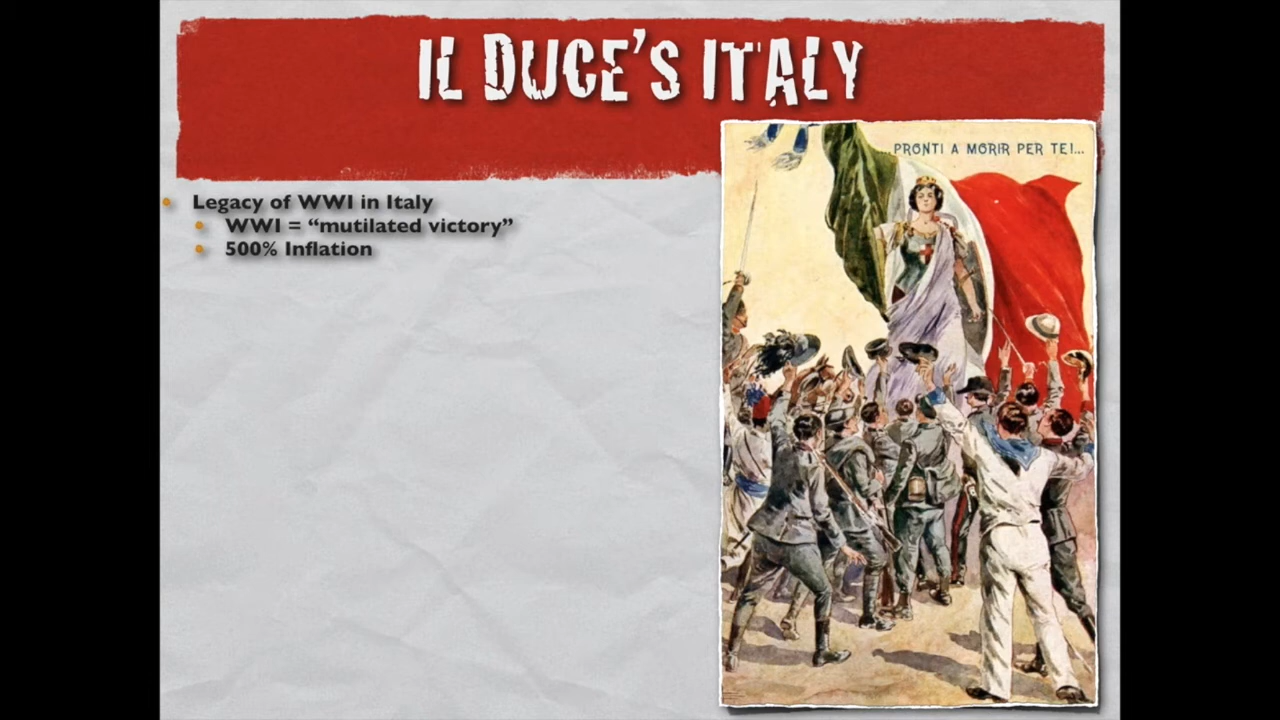 IL DUCE'S ITALY
PRONTI A MORIR PER TE!...
Legacy of WWI in Italy
WWI = “mutilated victory”
500% Inflation